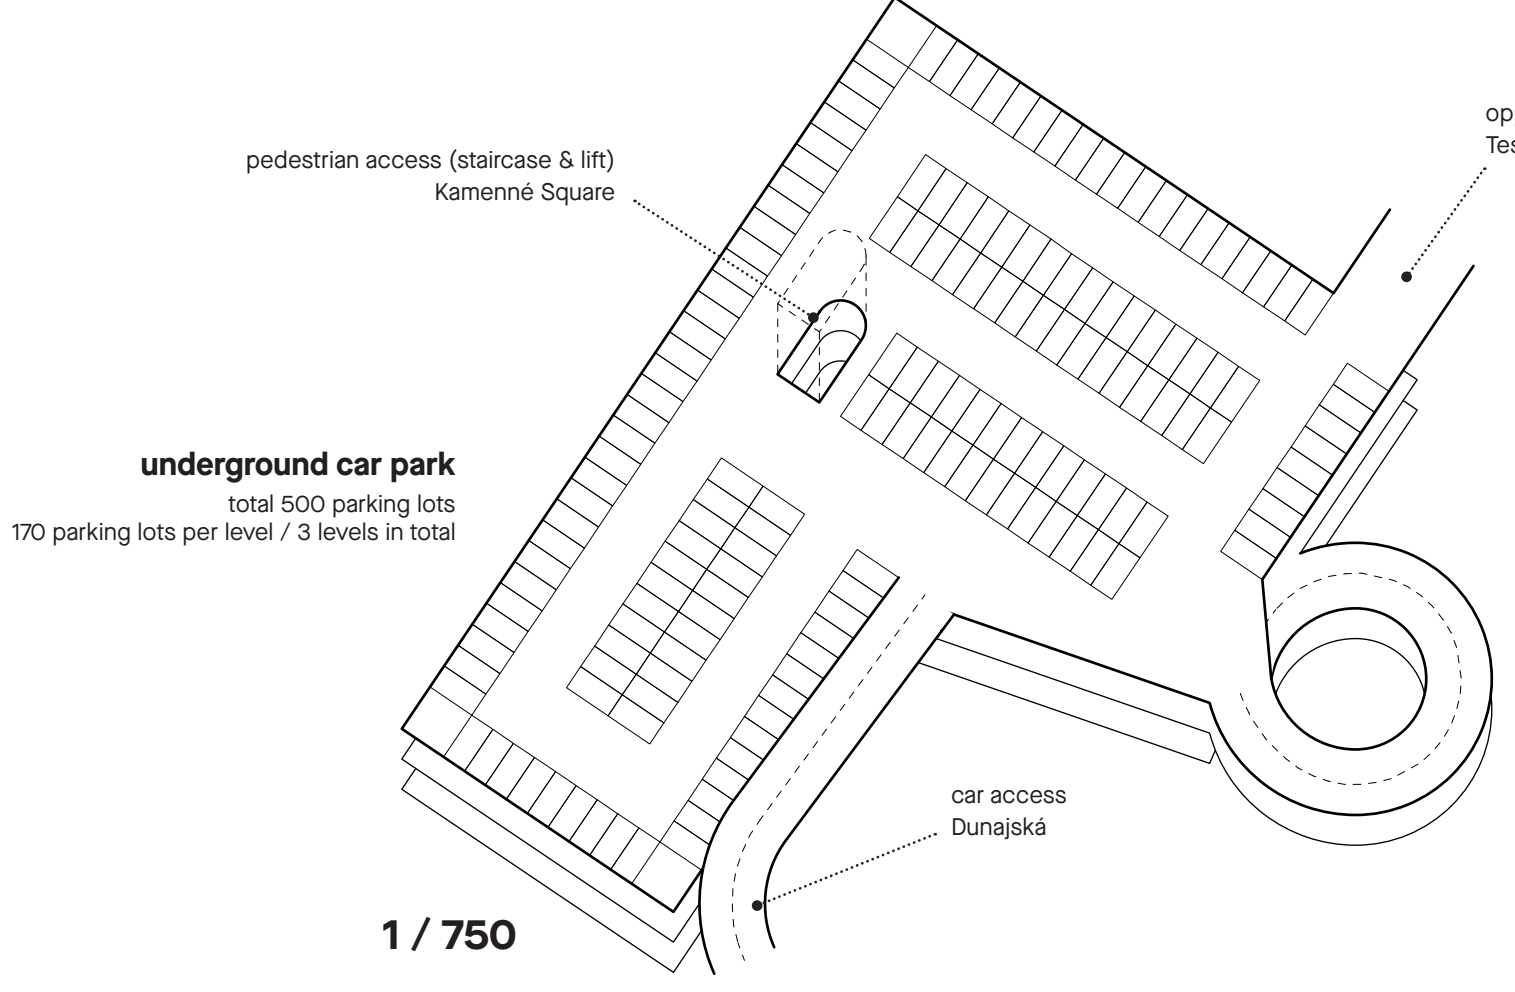 pedestrian access (staircase & lift)
Kamenné Square
underground car park
total 500 parking lots
170 parking lots per level / 3 levels in total
car access
Dunajská
1 / 750